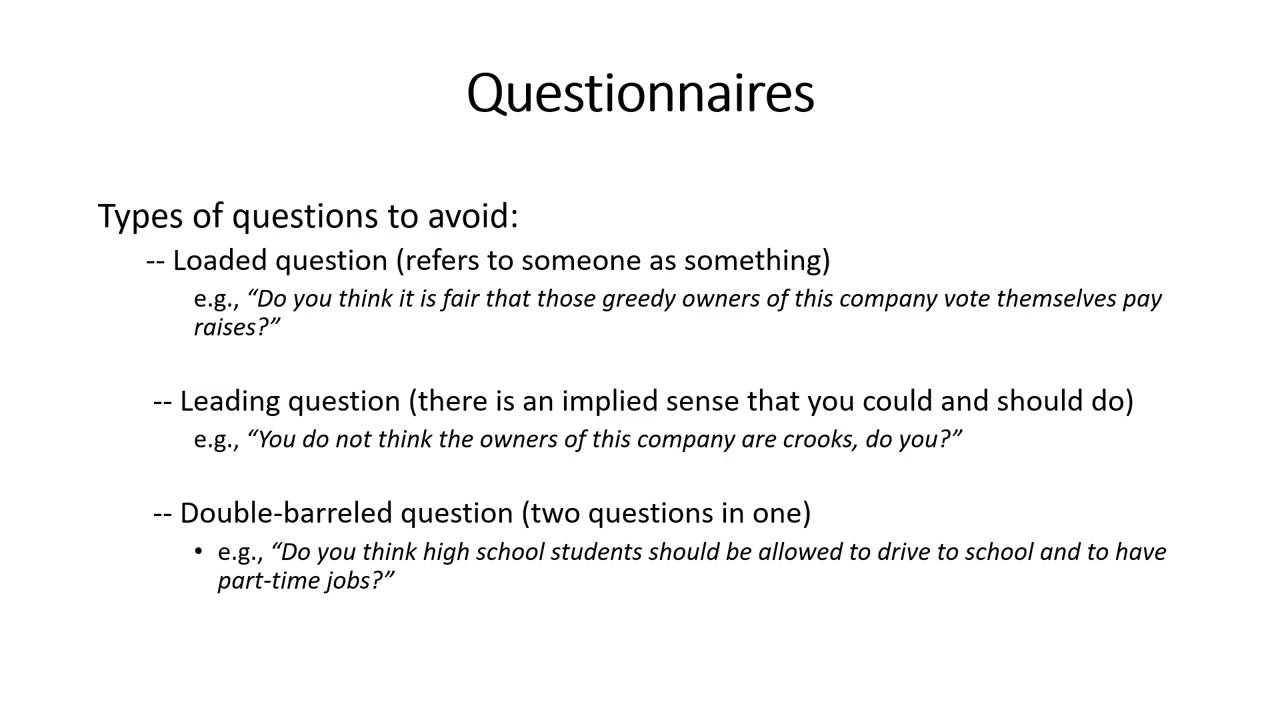 Questionnaires
Types of questions to avoid:
-- Loaded question (refers to someone as something)
e.g., “Do you think it is fair that those greedy owners of this company vote themselves pay
raises?”
-- Leading question (there is an implied sense that you could and should do)
e.g., “You do not think the owners of this company are crooks, do you?”
-- Double-barreled question (two questions in one)
• e.g., “Do you think high school students should be allowed to drive to school and to have
part-time jobs?”